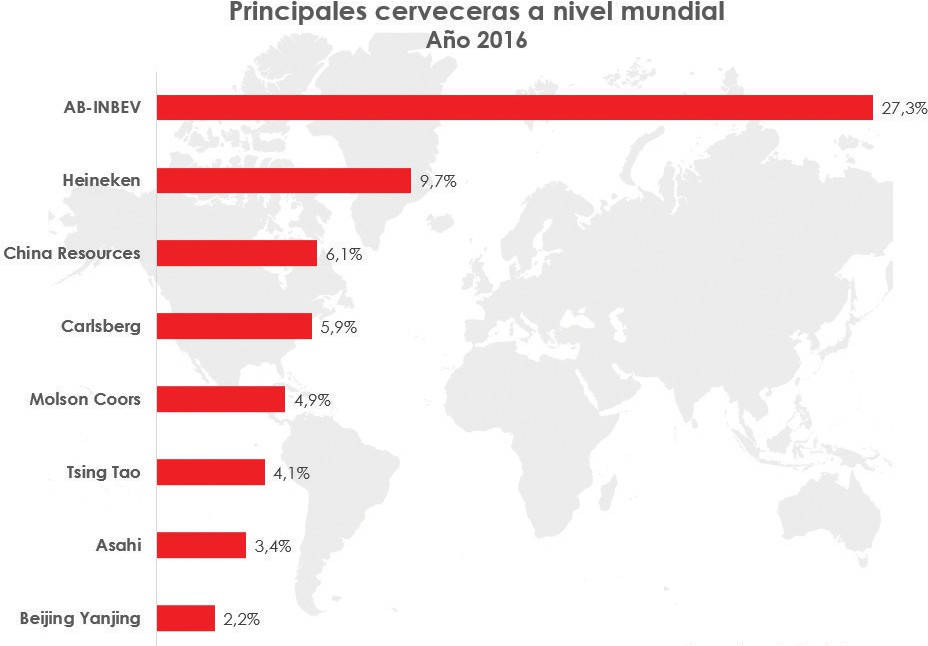 Principales cerveceras a nivel mundial
Año 2016
AB-INBEV 27,3%
Heineken 9,7%
China Resources 6,1%
Carlsberg 5,9%
Molson Coors 4,9%
Tsing Tao 4,1%
Asahi 3,4%
Beijing Yanjing 2,2%